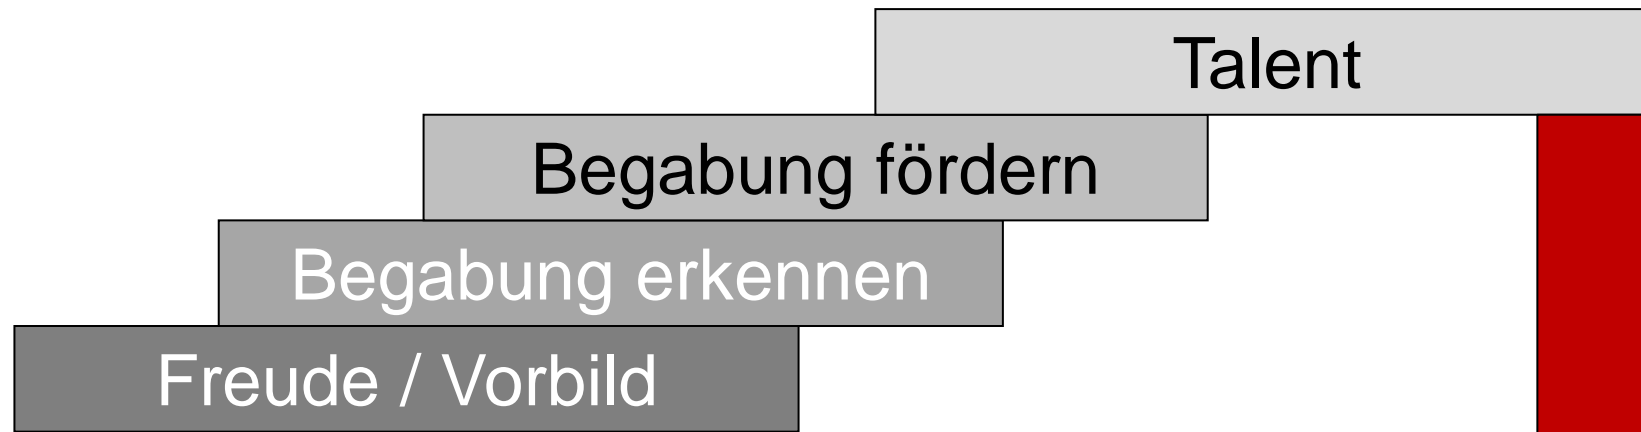 Talent
Begabung fördern
Begabung erkennen
Freude / Vorbild